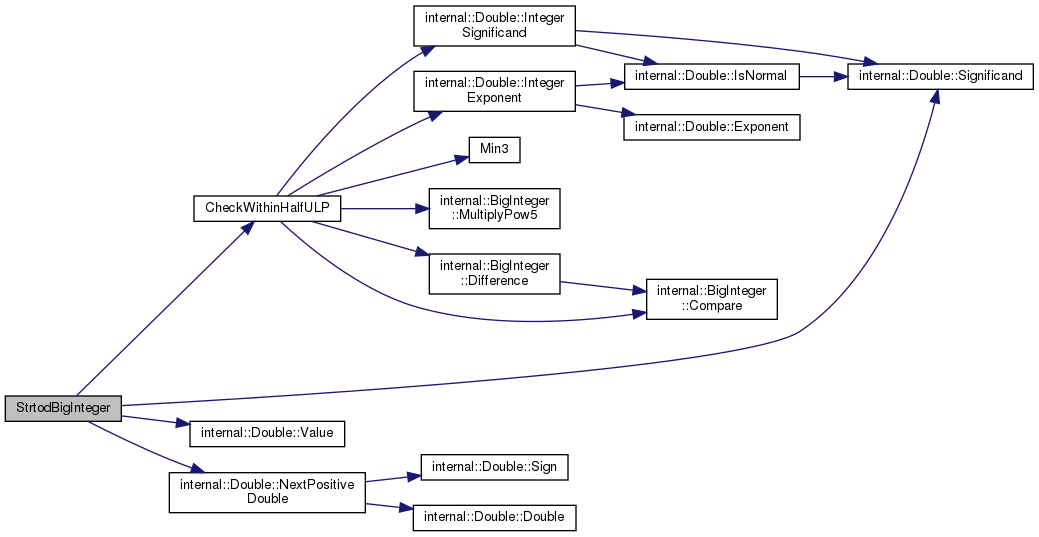 internal::Double::Integer
Significand
internal::Double::IsNormal
internal::Double::Significand
internal::Double::Integer
Exponent
internal::Double::Exponent
Min3
CheckWithinHalfULP
internal::BigInteger
::MultiplyPow5
internal::BigInteger
::Difference
internal::BigInteger
::Compare
StrtodBigInteger
internal::Double::Value
internal::Double::NextPositive
Double
internal::Double::Sign
internal::Double::Double